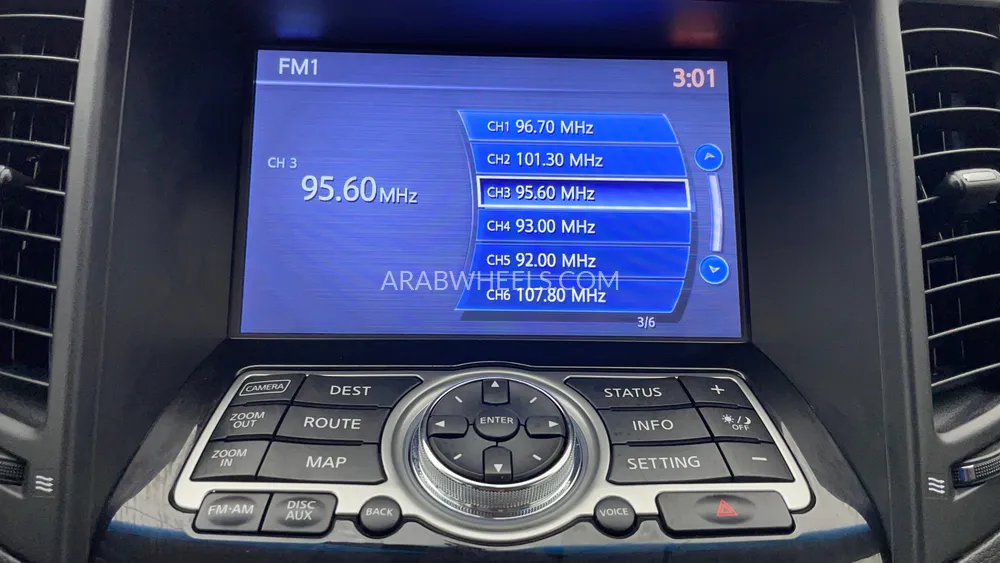 FM1
3:01
CH 3
95.60 MHz
CH1 96.70 MHz
CH2 101.30 MHz
CH3 95.60 MHz
CH4 93.00 MHz
CH5 92.00 MHz
CH6 107.80 MHz
3/6
ARABWHEELS.COM
CAMERA
DEST
ZOOM OUT
ROUTE
ZOOM IN
MAP
FM·AM
DISC AUX
BACK
ENTER
STATUS
+
INFO
OFF
SETTING
−
VOICE